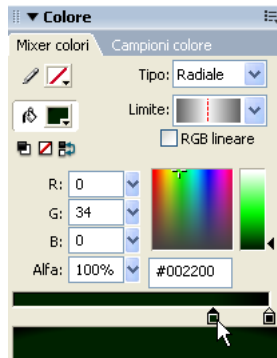 Colore
Mixer colori Campioni colore
Tipo: Radiale
Limite:
RGB lineare
R: 0
G: 34
B: 0
Alfa: 100% #002200